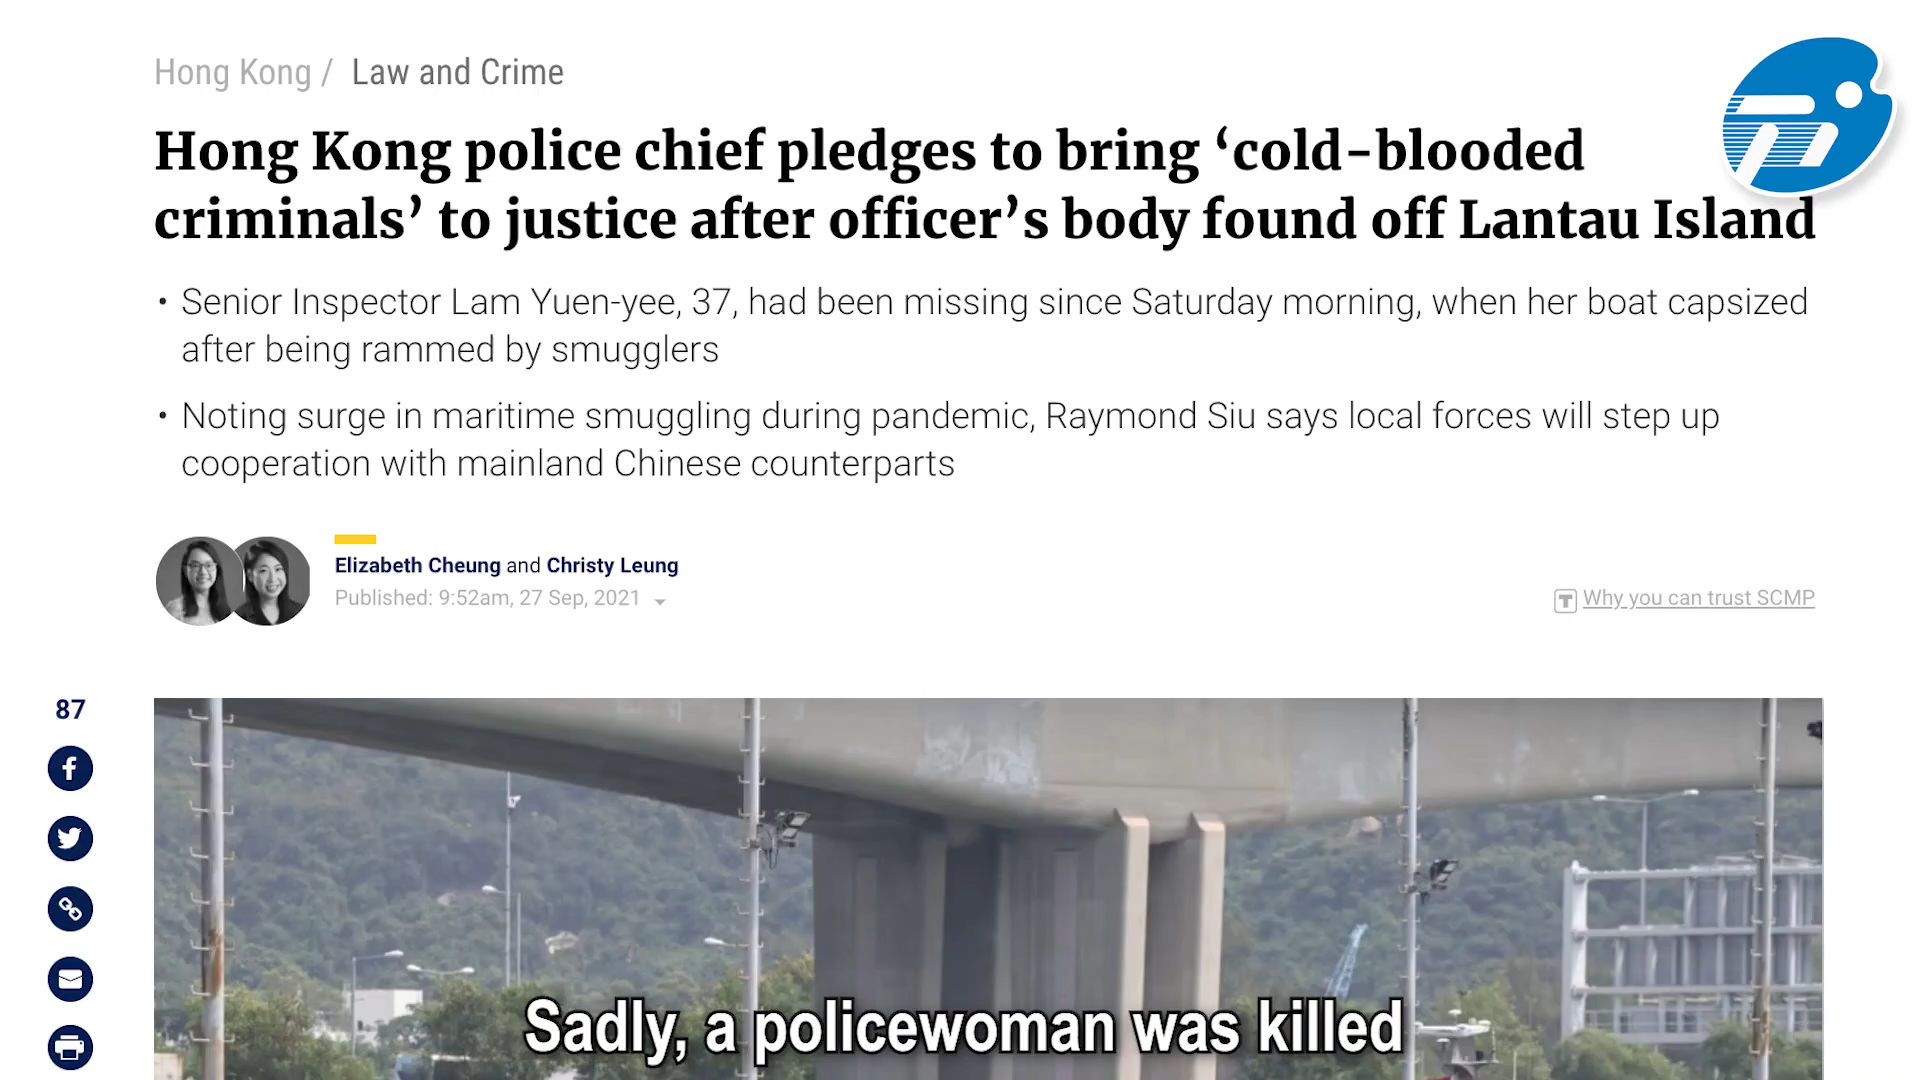 Hong Kong / Law and Crime
Hong Kong police chief pledges to bring ‘cold-blooded
criminals’ to justice after officer’s body found off Lantau Island
• Senior Inspector Lam Yuen-yee, 37, had been missing since Saturday morning, when her boat capsized
after being rammed by smugglers
• Noting surge in maritime smuggling during pandemic, Raymond Siu says local forces will step up
cooperation with mainland Chinese counterparts
Elizabeth Cheung and Christy Leung
Published: 9:52am, 27 Sep, 2021
Why you can trust SCMP
87
Sadly, a policewoman was killed